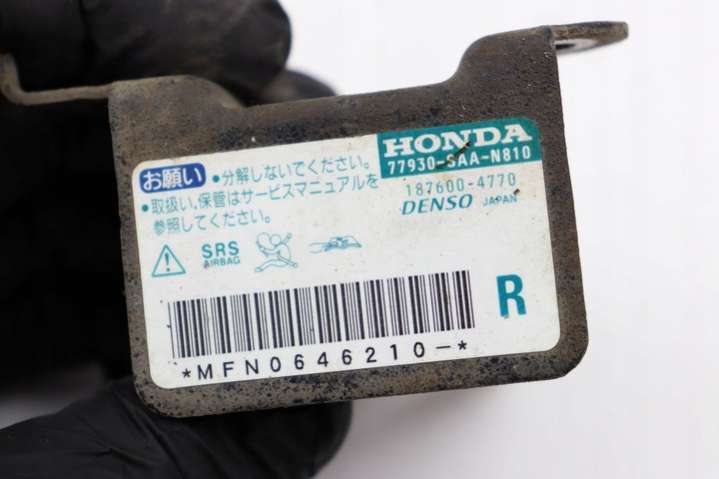 HONDA
77930-SAA-N810
お願い
•分解しないでください。
•取扱い、保管はサービスマニュアルを
参照してください。
187600-4770
DENSO JAPAN
SRS
AIRBAG
R
*MFN0646210-*